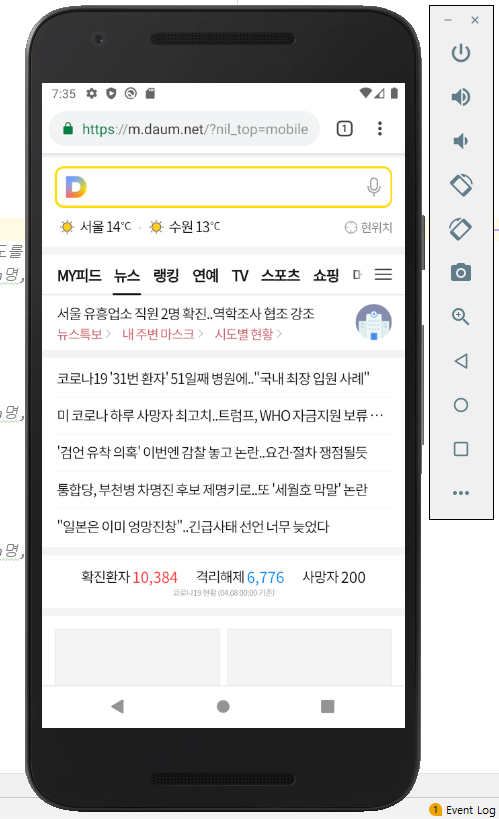 7:35
https://m.daum.net/?nil_top=mobile
1
서울 14℃ · 수원 13℃ 현위치
MY피드 뉴스 랭킹 연예 TV 스포츠 쇼핑
서울 유흥업소 직원 2명 확진..역학조사 협조 강조
뉴스특보 > 내 주변 마스크 > 시도별 현황 >
코로나19 '31번 환자' 51일째 병원에.."국내 최장 입원 사례"
미 코로나 하루 사망자 최고치..트럼프, WHO 자금지원 보류 …
'검언 유착 의혹' 이번엔 감찰 놓고 논란..요건·절차 쟁점될듯
통합당, 부천병 차명진 후보 제명키로..또 '세월호 막말' 논란
"일본은 이미 엉망진창"..긴급사태 선언 너무 늦었다
확진환자 10,384 격리해제 6,776 사망자 200
코로나19 현황 (04.08 00:00 기준)
도를
명,
명,
명,
1 Event Log